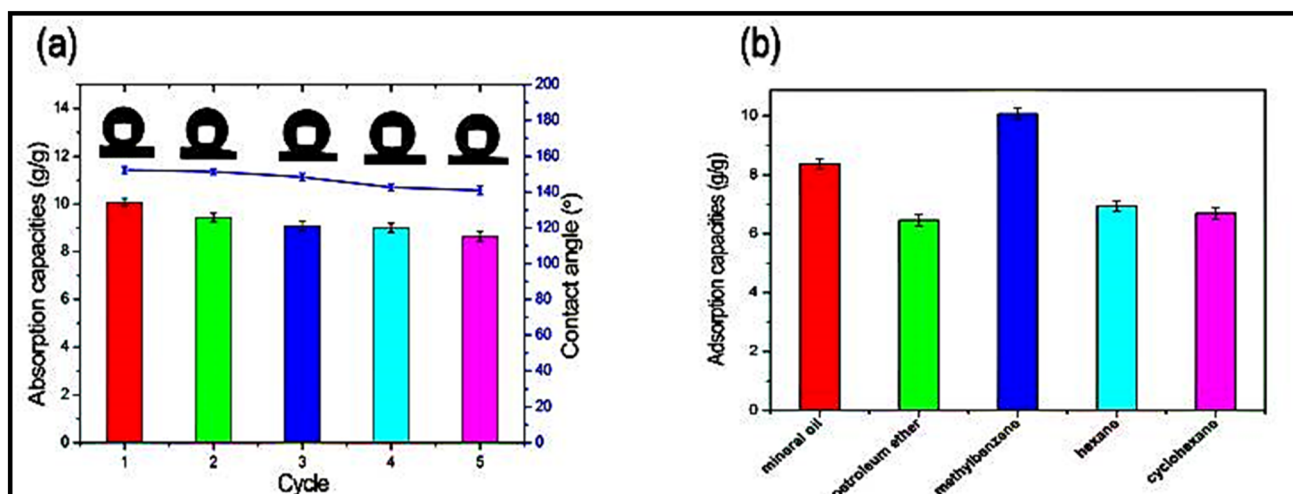 (a)
Absorption capacities (g/g)
14
12
10
8
6
4
2
0
200
180
160
140
120
100
80
60
40
20
0
Contact angle (°)
1 2 3 4 5
Cycle
(b)
Adsorption capacities (g/g)
10
8
6
4
2
0
mineral oil
petroleum ether
methylbenzene
hexane
cyclohexane